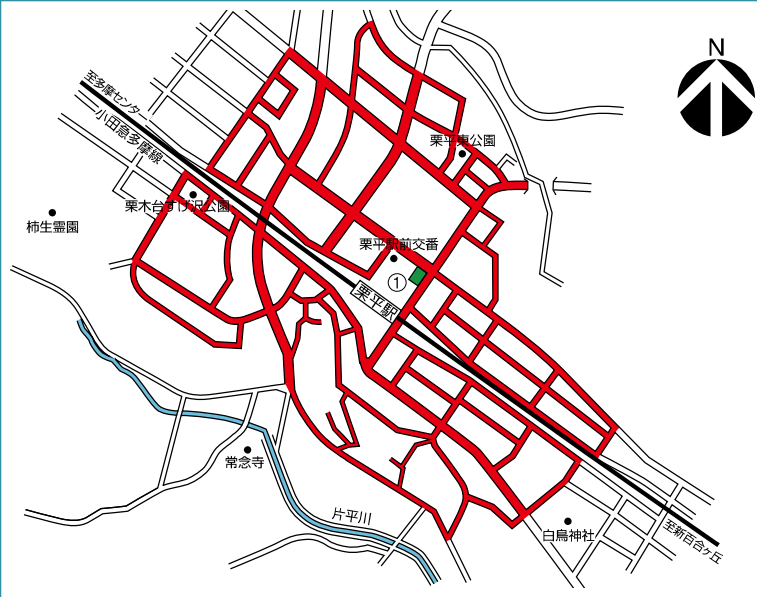 N
至多摩センター
小田急多摩線
栗平東公園
栗木台すげ沢公園
柿生霊園
栗平駅前交番
①
栗平駅
常念寺
片平川
白鳥神社
至新百合ヶ丘